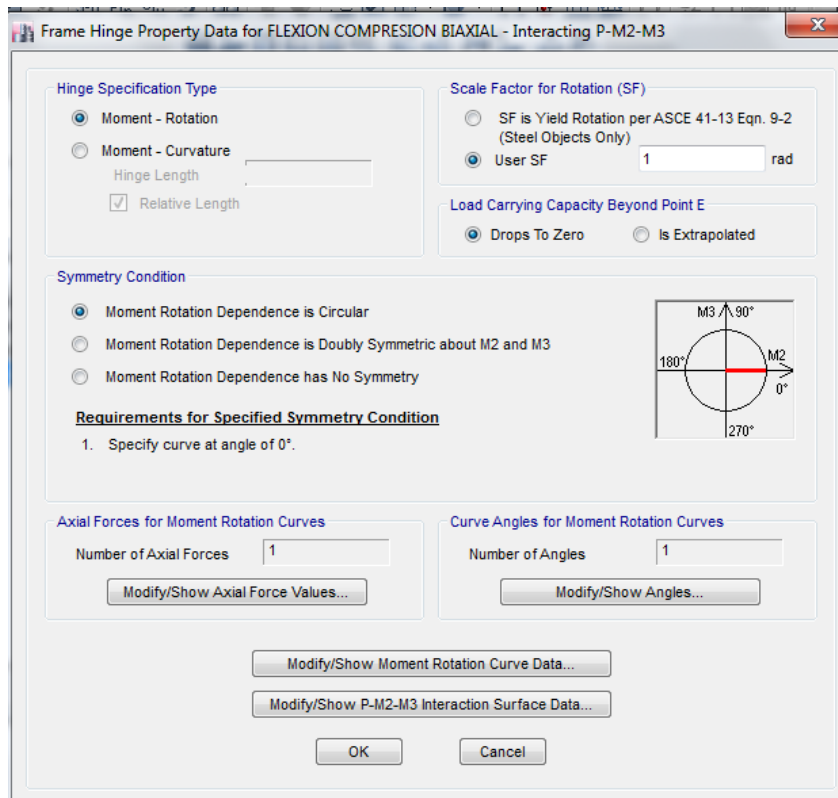 Frame Hinge Property Data for FLEXION COMPRESION BIAXIAL - Interacting P-M2-M3
Hinge Specification Type
Moment - Rotation
Moment - Curvature
Hinge Length
Relative Length
Scale Factor for Rotation (SF)
SF is Yield Rotation per ASCE 41-13 Eqn. 9-2
(Steel Objects Only)
User SF 1 rad
Load Carrying Capacity Beyond Point E
Drops To Zero Is Extrapolated
Symmetry Condition
Moment Rotation Dependence is Circular
Moment Rotation Dependence is Doubly Symmetric about M2 and M3
Moment Rotation Dependence has No Symmetry
Requirements for Specified Symmetry Condition
1. Specify curve at angle of 0°.
M3 90°
180° M2
0°
270°
Axial Forces for Moment Rotation Curves
Number of Axial Forces 1
Modify/Show Axial Force Values...
Curve Angles for Moment Rotation Curves
Number of Angles 1
Modify/Show Angles...
Modify/Show Moment Rotation Curve Data...
Modify/Show P-M2-M3 Interaction Surface Data...
OK Cancel